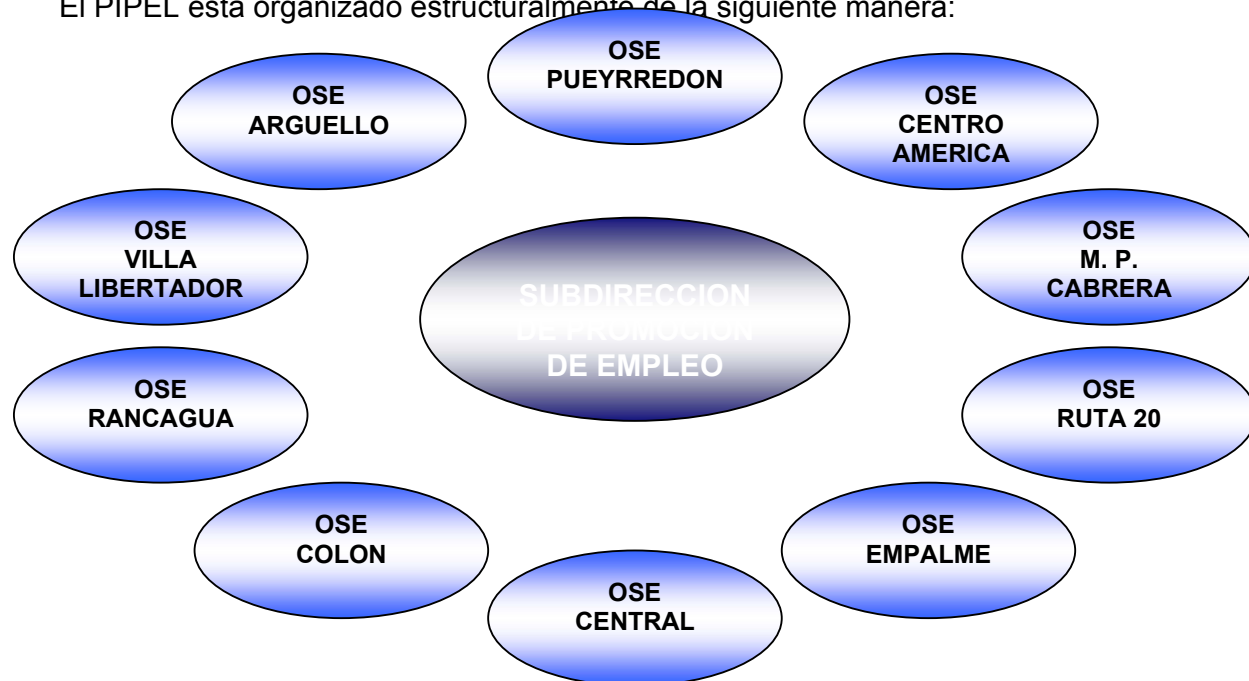 El PIPEL está organizado estructuralmente de la siguiente manera:
OSE
PUEYRREDON
OSE
ARGUELLO
OSE
CENTRO
AMERICA
OSE
VILLA
LIBERTADOR
OSE
M. P.
CABRERA
SUBDIRECCION
DE PROMOCION
DE EMPLEO
OSE
RANCAGUA
OSE
RUTA 20
OSE
COLON
OSE
EMPALME
OSE
CENTRAL